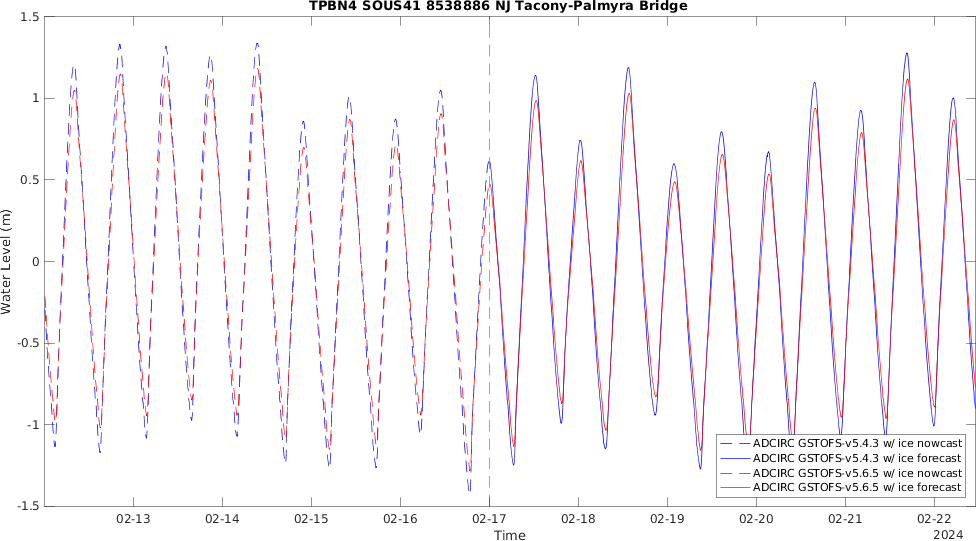 TPBN4 SOUS41 8538886 NJ Tacony-Palmyra Bridge
1.5
1
0.5
0
-0.5
-1
-1.5
Water Level (m)
ADCIRC GSTOFS-v5.4.3 w/ ice nowcast
ADCIRC GSTOFS-v5.4.3 w/ ice forecast
ADCIRC GSTOFS-v5.6.5 w/ ice nowcast
ADCIRC GSTOFS-v5.6.5 w/ ice forecast
02-13 02-14 02-15 02-16 02-17 02-18 02-19 02-20 02-21 02-22
Time 2024